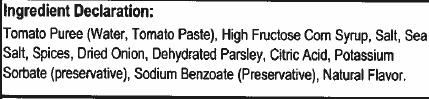 Ingredient Declaration:
Tomato Puree (Water, Tomato Paste), High Fructose Corn Syrup, Salt, Sea
Salt, Spices, Dried Onion, Dehydrated Parsley, Citric Acid, Potassium
Sorbate (preservative), Sodium Benzoate (Preservative), Natural Flavor.